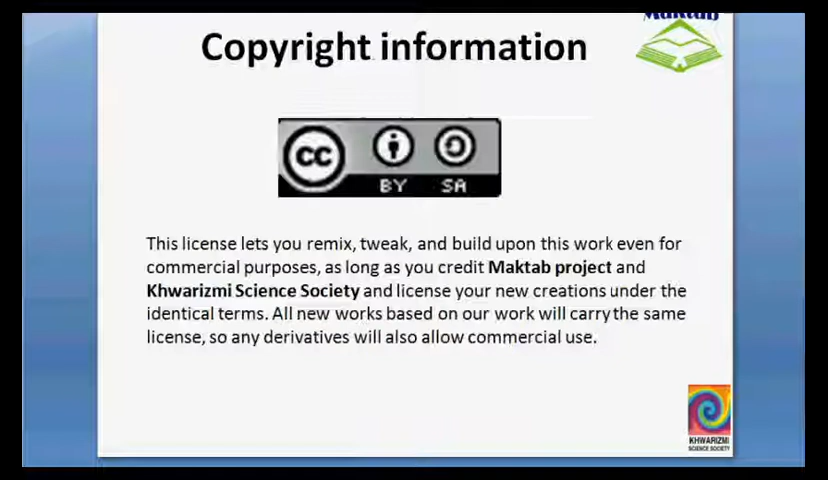 Maktab
Copyright information
CC
BY SA
This license lets you remix, tweak, and build upon this work even for
commercial purposes, as long as you credit Maktab project and
Khwarizmi Science Society and license your new creations under the
identical terms. All new works based on our work will carry the same
license, so any derivatives will also allow commercial use.
KHWARIZMI
SCIENCE SOCIETY